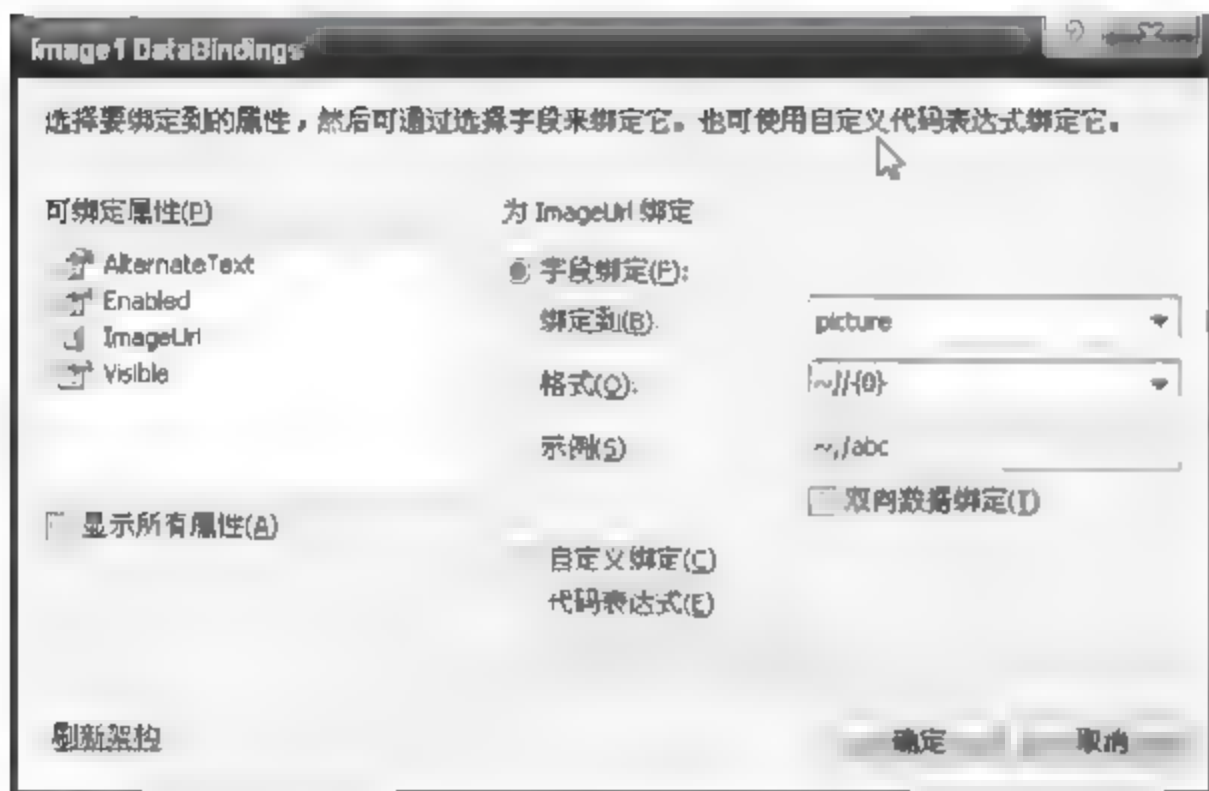 Image1 DataBindings
选择要绑定到的属性，然后可通过选择字段来绑定它。也可使用自定义代码表达式绑定它。
可绑定属性(P)
AlternateText
Enabled
ImageUrl
Visible
显示所有属性(A)
为 ImageUrl 绑定
字段绑定(F):
绑定到(B)
picture
格式(O):
~//{0}
示例(S)
~//abc
双向数据绑定(T)
自定义绑定(C)
代码表达式(E)
刷新架构
确定
取消